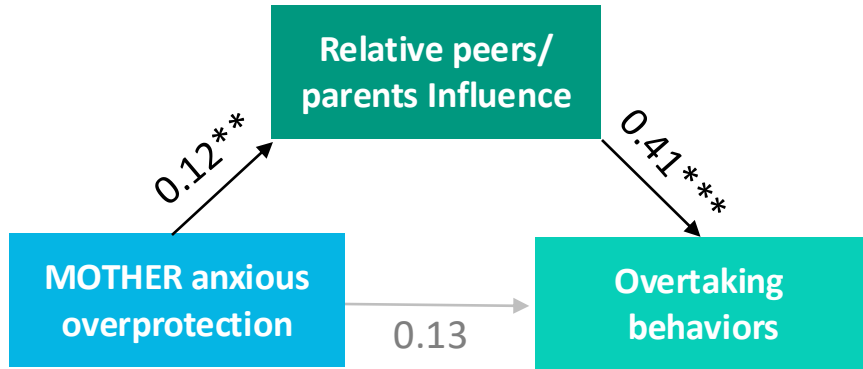 Relative peers/
parents Influence
0.12**
0.41***
MOTHER anxious
overprotection
Overtaking
behaviors
0.13